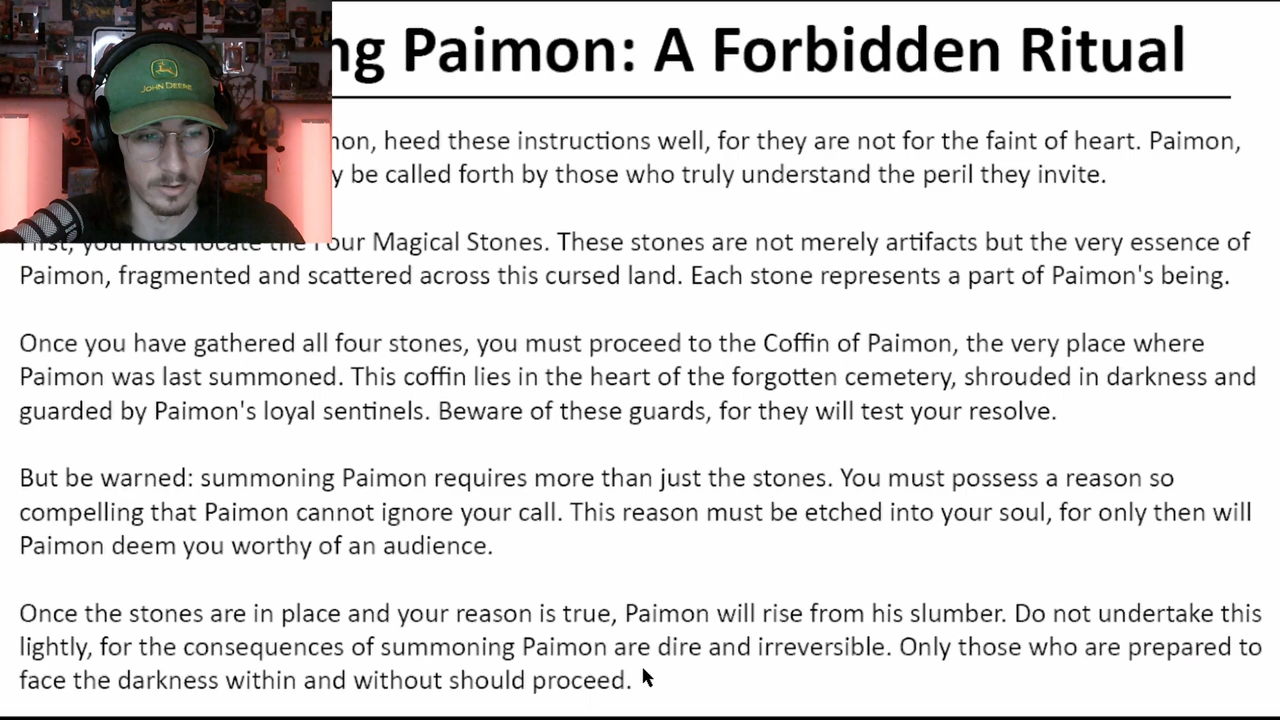 ng Paimon: A Forbidden Ritual
JOHN DEERE
non, heed these instructions well, for they are not for the faint of heart. Paimon,
y be called forth by those who truly understand the peril they invite.
First, you must locate the Four Magical Stones. These stones are not merely artifacts but the very essence of
Paimon, fragmented and scattered across this cursed land. Each stone represents a part of Paimon's being.
Once you have gathered all four stones, you must proceed to the Coffin of Paimon, the very place where
Paimon was last summoned. This coffin lies in the heart of the forgotten cemetery, shrouded in darkness and
guarded by Paimon's loyal sentinels. Beware of these guards, for they will test your resolve.
But be warned: summoning Paimon requires more than just the stones. You must possess a reason so
compelling that Paimon cannot ignore your call. This reason must be etched into your soul, for only then will
Paimon deem you worthy of an audience.
Once the stones are in place and your reason is true, Paimon will rise from his slumber. Do not undertake this
lightly, for the consequences of summoning Paimon are dire and irreversible. Only those who are prepared to
face the darkness within and without should proceed.